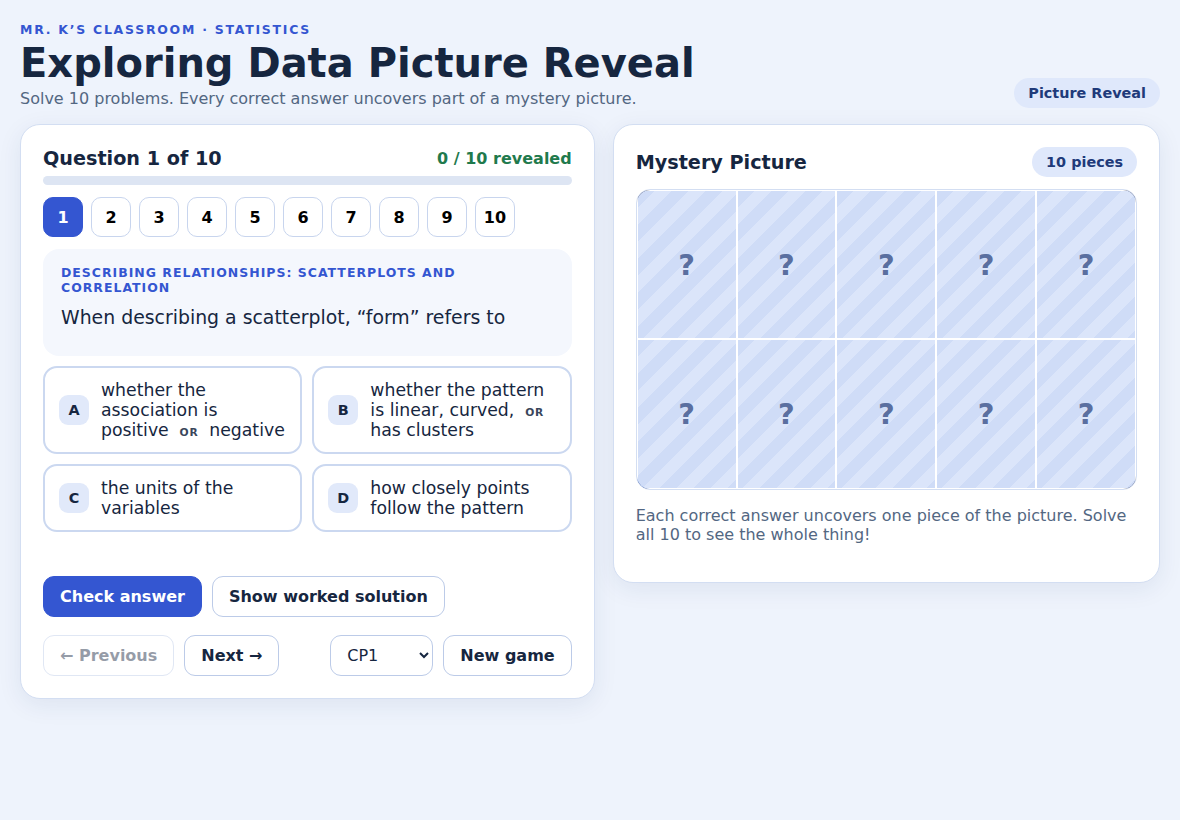 MR. K’S CLASSROOM · STATISTICS
Exploring Data Picture Reveal
Solve 10 problems. Every correct answer uncovers part of a mystery picture.
Picture Reveal
Question 1 of 10
0 / 10 revealed
1 2 3 4 5 6 7 8 9 10
DESCRIBING RELATIONSHIPS: SCATTERPLOTS AND
CORRELATION
When describing a scatterplot, “form” refers to
A
whether the
association is
positive OR negative
B
whether the pattern
is linear, curved, OR
has clusters
C
the units of the
variables
D
how closely points
follow the pattern
Check answer
Show worked solution
← Previous
Next →
CP1
New game
Mystery Picture
10 pieces
? ? ? ? ?
? ? ? ? ?
Each correct answer uncovers one piece of the picture. Solve
all 10 to see the whole thing!